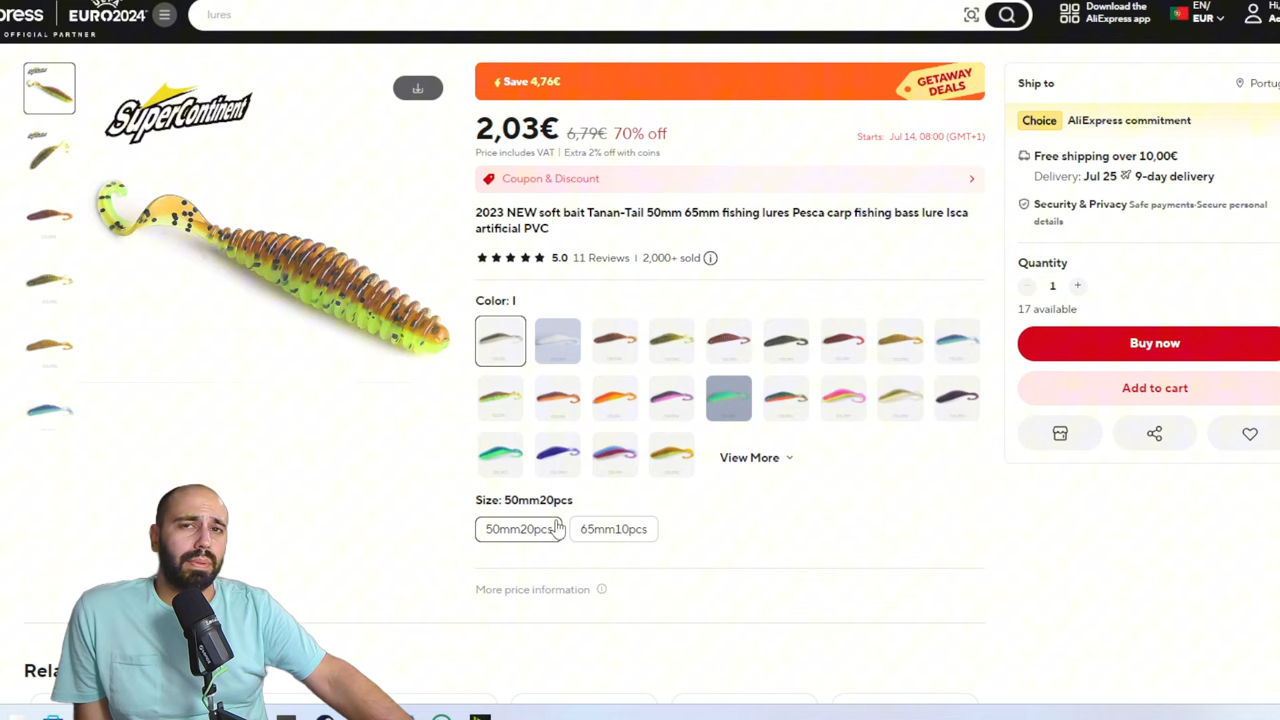 press
EURO2024
OFFICIAL PARTNER
lures
Download the
AliExpress app
EN/
EUR
Hi,
SuperContinent
Save 4,76€
GETAWAY
DEALS
2,03€ 6,79€ 70% off
Starts: Jul 14, 08:00 (GMT+1)
Price includes VAT | Extra 2% off with coins
Coupon & Discount
2023 NEW soft bait Tanan-Tail 50mm 65mm fishing lures Pesca carp fishing bass lure Isca
artificial PVC
5.0 11 Reviews | 2,000+ sold
Color: I
View More
Size: 50mm20pcs
50mm20pcs 65mm10pcs
More price information
Ship to
Portug
Choice AliExpress commitment
Free shipping over 10,00€
Delivery: Jul 25 9-day delivery
Security & Privacy Safe payments·Secure personal
details
Quantity
- 1 +
17 available
Buy now
Add to cart
Rela